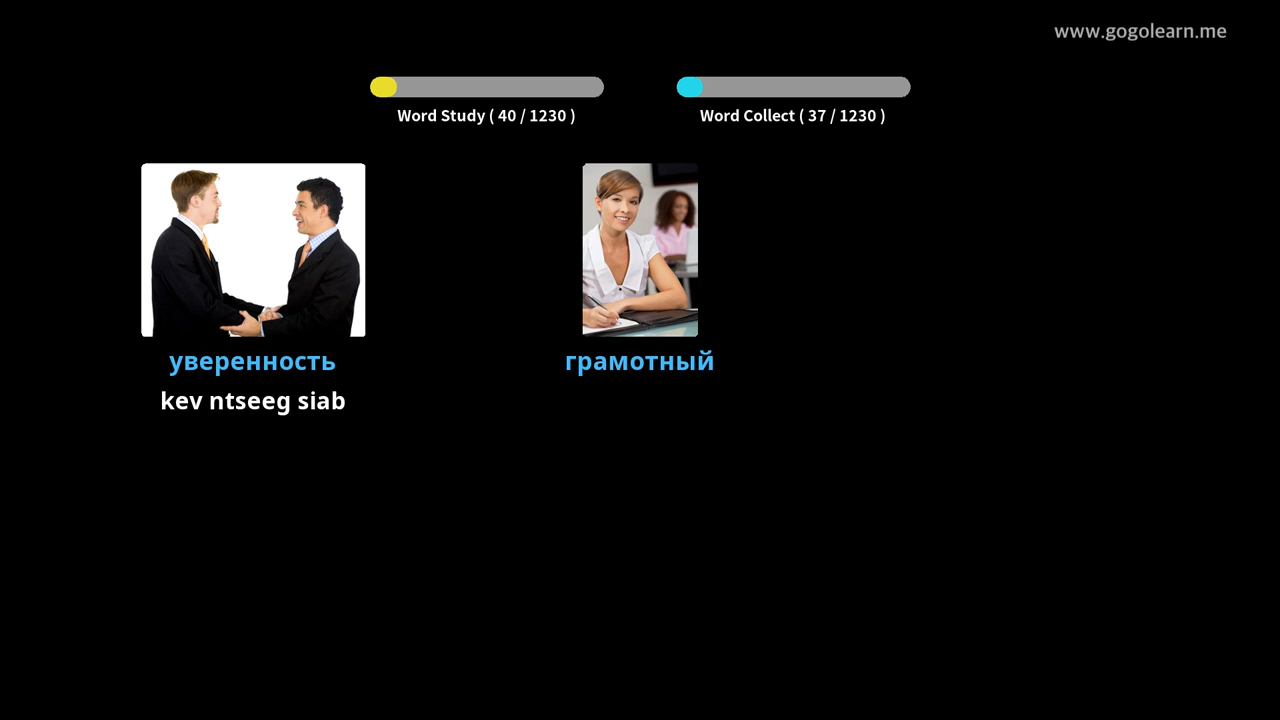 www.gogolearn.me
Word Study ( 40 / 1230 )
Word Collect ( 37 / 1230 )
уверенность
грамотный
kev ntseeg siab